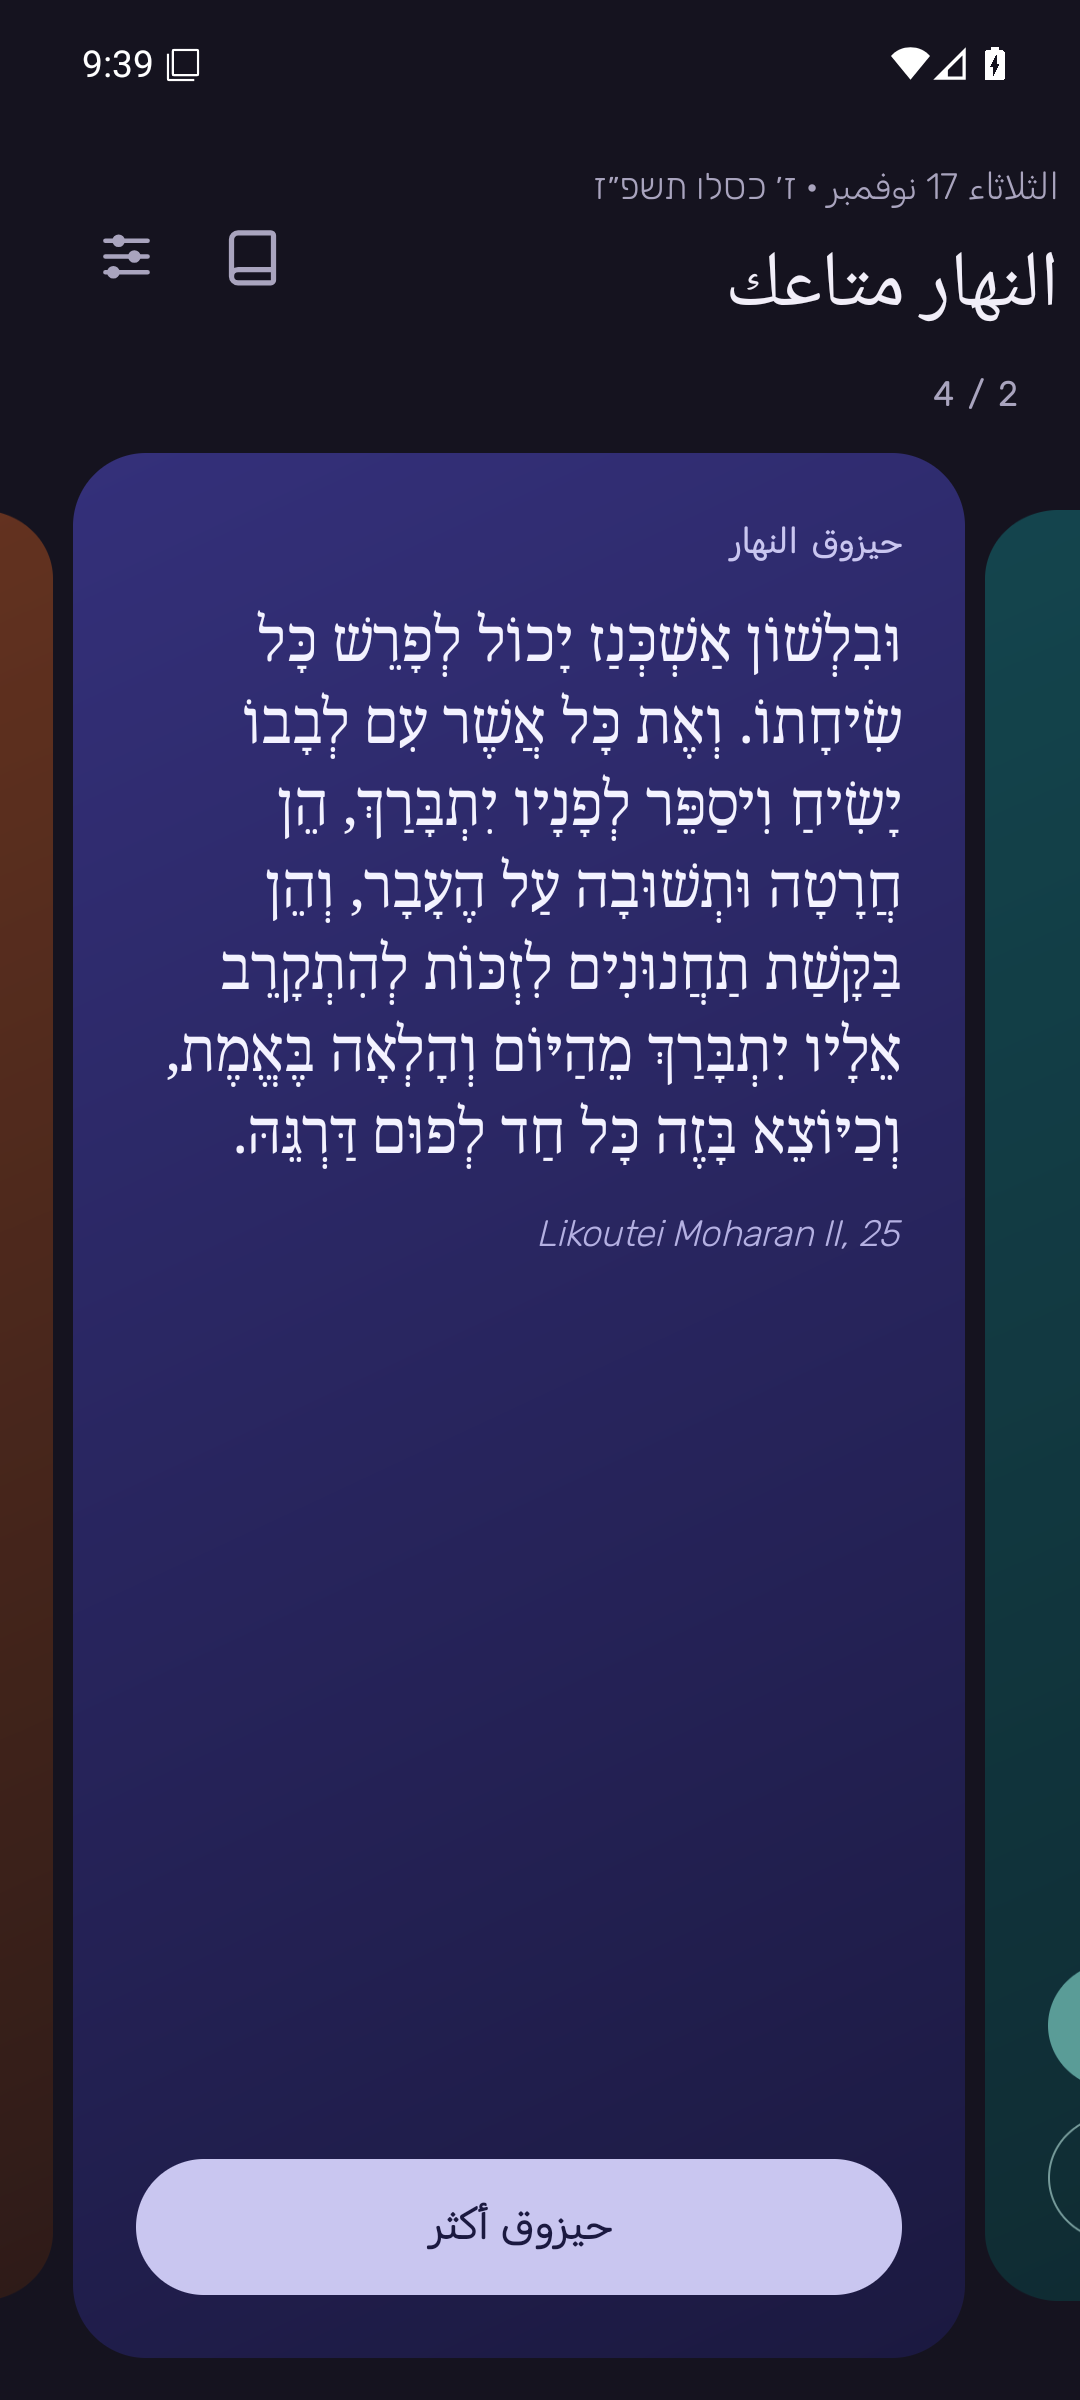 9:39
الثلاثاء 17 نوفمبر • ז׳ כסלו תשפ״ז
النهار متاعك
2 / 4
حيزوق النهار
וּבִלְשׁוֹן אַשְׁכְּנַז יָכוֹל לְפָרֵשׁ כָּל
שִׂיחָתוֹ. וְאֶת כָּל אֲשֶׁר עִם לְבָבוֹ
יָשִׂיחַ וִיסַפֵּר לְפָנָיו יִתְבָּרַךְ, הֵן
חֲרָטָה וּתְשׁוּבָה עַל הֶעָבָר, וְהֵן
בַּקָּשַׁת תַּחֲנוּנִים לִזְכּוֹת לְהִתְקָרֵב
אֵלָיו יִתְבָּרַךְ מֵהַיּוֹם וְהָלְאָה בֶּאֱמֶת,
וְכַיּוֹצֵא בָּזֶה כָּל חַד לְפוּם דַּרְגֵּהּ.
Likoutei Moharan II, 25
حيزوق أكثر